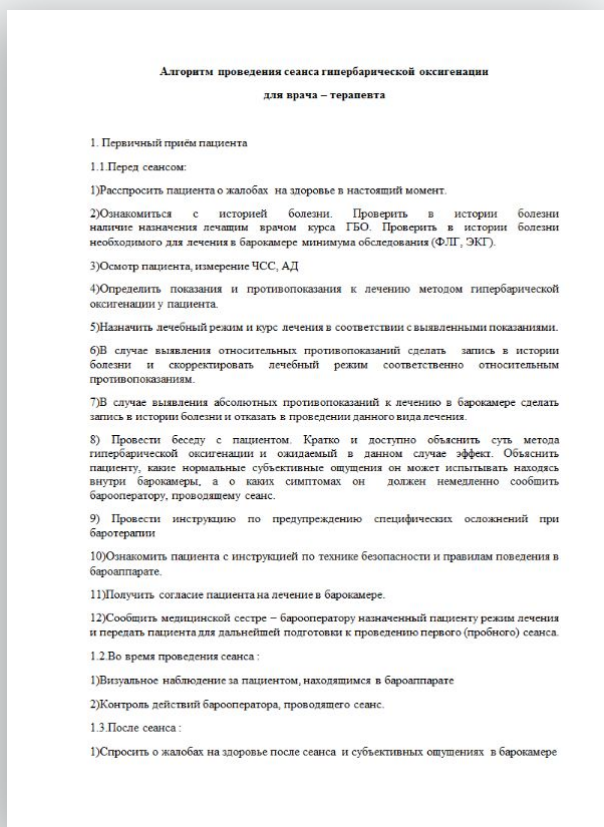 Алгоритм проведения сеанса гипербарической оксигенации
для врача – терапевта
1. Первичный приём пациента
1.1.Перед сеансом:
1)Расспросить пациента о жалобах на здоровье в настоящий момент.
2)Ознакомиться с историей болезни. Проверить в истории болезни
наличие назначения лечащим врачом курса ГБО. Проверить в истории болезни
необходимого для лечения в барокамере минимума обследования (ФЛГ, ЭКГ).
3)Осмотр пациента, измерение ЧСС, АД
4)Определить показания и противопоказания к лечению методом гипербарической
оксигенации у пациента.
5)Назначить лечебный режим и курс лечения в соответствии с выявленными показаниями.
6)В случае выявления относительных противопоказаний сделать запись в истории
болезни и скорректировать лечебный режим соответственно относительным
противопоказаниям.
7)В случае выявления абсолютных противопоказаний к лечению в барокамере сделать
запись в истории болезни и отказать в проведении данного вида лечения.
8) Провести беседу с пациентом. Кратко и доступно объяснить суть метода
гипербарической оксигенации и ожидаемый в данном случае эффект. Объяснить
пациенту, какие нормальные субъективные ощущения он может испытывать находясь
внутри барокамеры, а о каких симптомах он должен немедленно сообщить
барооператору, проводящему сеанс.
9) Провести инструкцию по предупреждению специфических осложнений при
баротерапии
10)Ознакомить пациента с инструкцией по технике безопасности и правилам поведения в
бароаппарате.
11)Получить согласие пациента на лечение в барокамере.
12)Сообщить медицинской сестре – барооператору назначенный пациенту режим лечения
и передать пациента для дальнейшей подготовки к проведению первого (пробного) сеанса.
1.2.Во время проведения сеанса :
1)Визуальное наблюдение за пациентом, находящимся в бароаппарате
2)Контроль действий барооператора, проводящего сеанс.
1.3.После сеанса :
1)Спросить о жалобах на здоровье после сеанса и субъективных ощущениях в барокамере